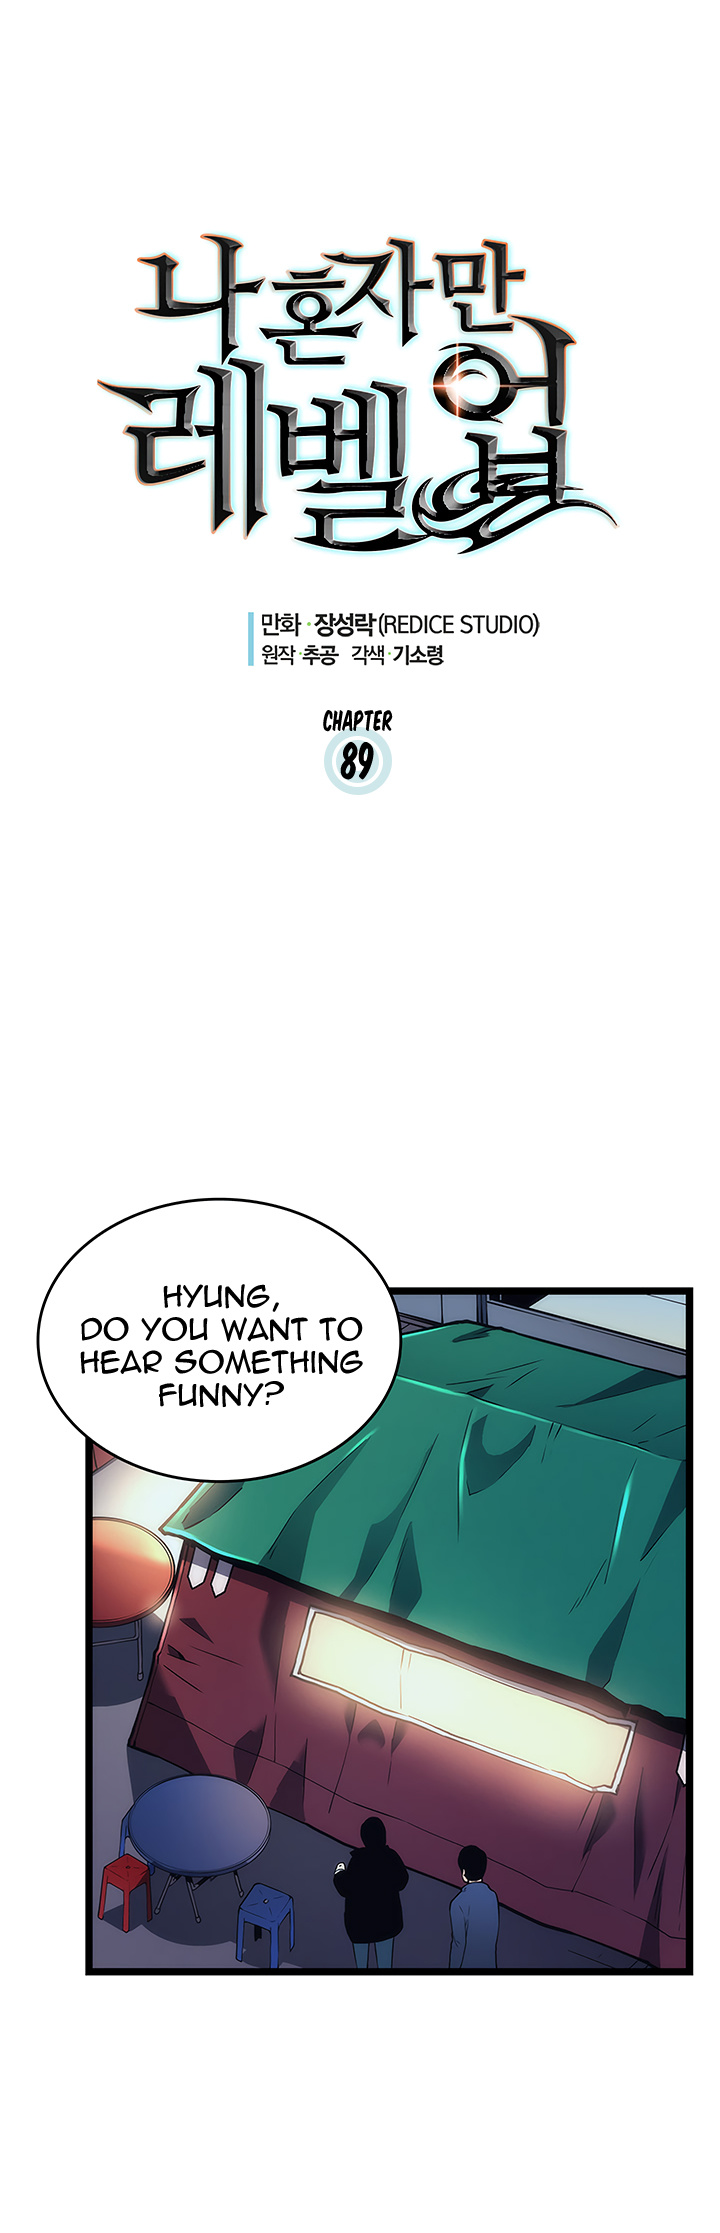 나 혼자만
레벨업
만화·장성락(REDICE STUDIO)
원작·추공 각색·기소령
CHAPTER
89
HYUNG,
DO YOU WANT TO
HEAR SOMETHING
FUNNY?